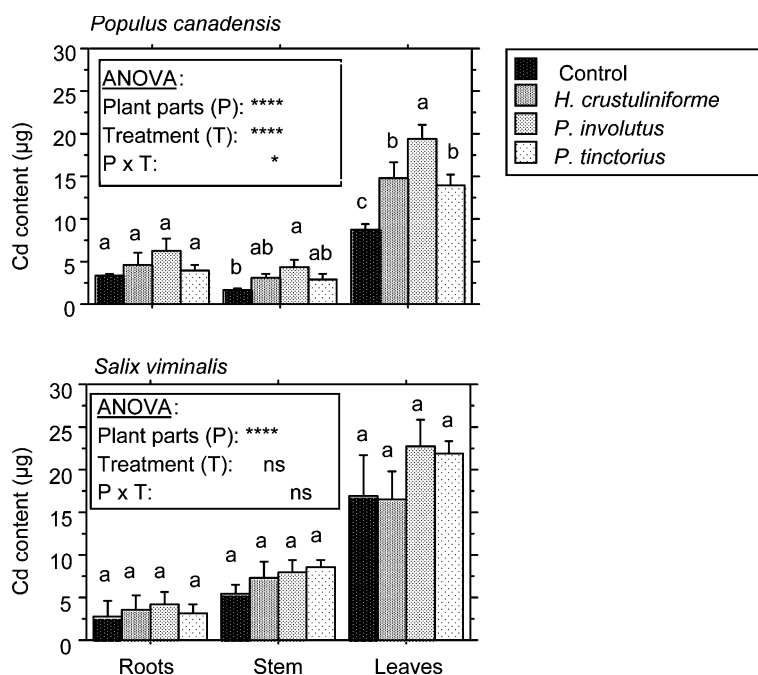 Populus canadensis
30
25
20
15
10
5
0
Cd content (µg)
ANOVA:
Plant parts (P): ****
Treatment (T): ****
P x T: *
a a a a
b ab a ab
c b a b
Control
H. crustuliniforme
P. involutus
P. tinctorius
Salix viminalis
30
25
20
15
10
5
0
Cd content (µg)
ANOVA:
Plant parts (P): ****
Treatment (T): ns
P x T: ns
a a a a
a a a a
a a a a
Roots Stem Leaves